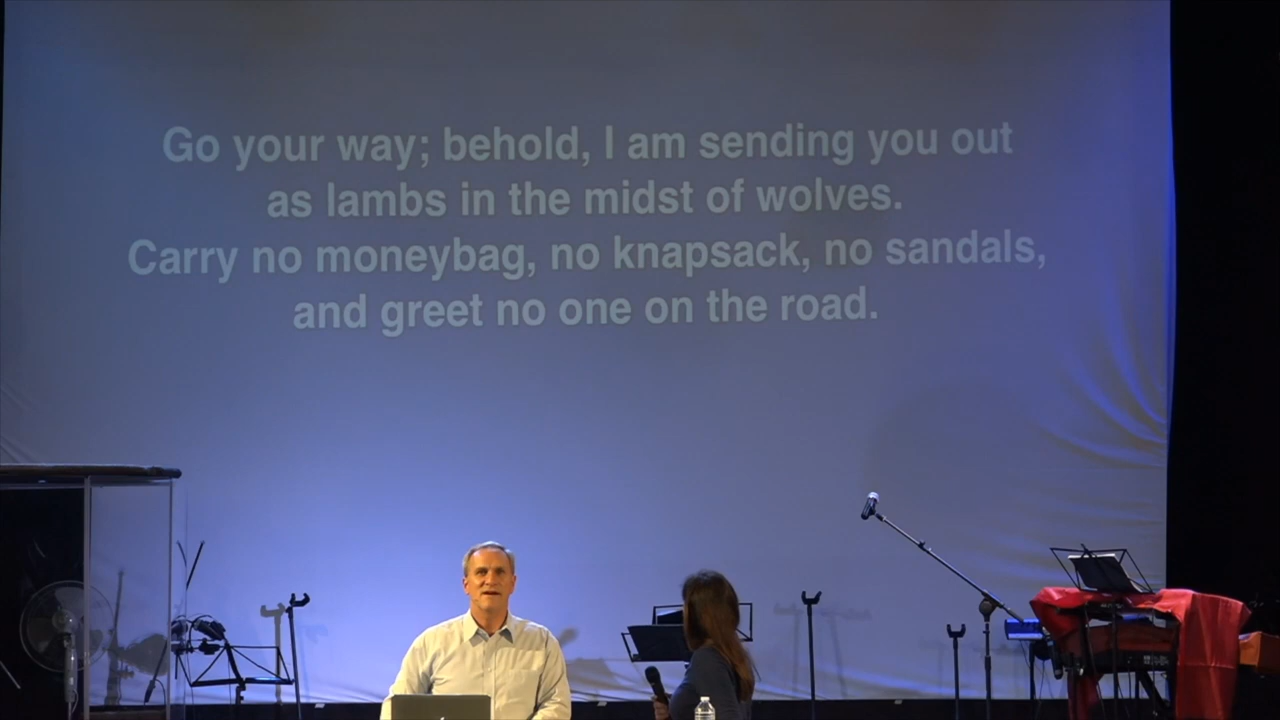 Go your way; behold, I am sending you out
as lambs in the midst of wolves.
Carry no moneybag, no knapsack, no sandals,
and greet no one on the road.